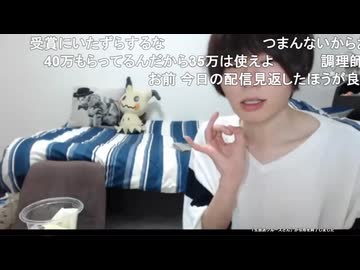 受賞にいたずらするな
つまんないからさ
40万もらってるんだから35万は使えよ
調理師
お前 今日の配信見返したほうが良